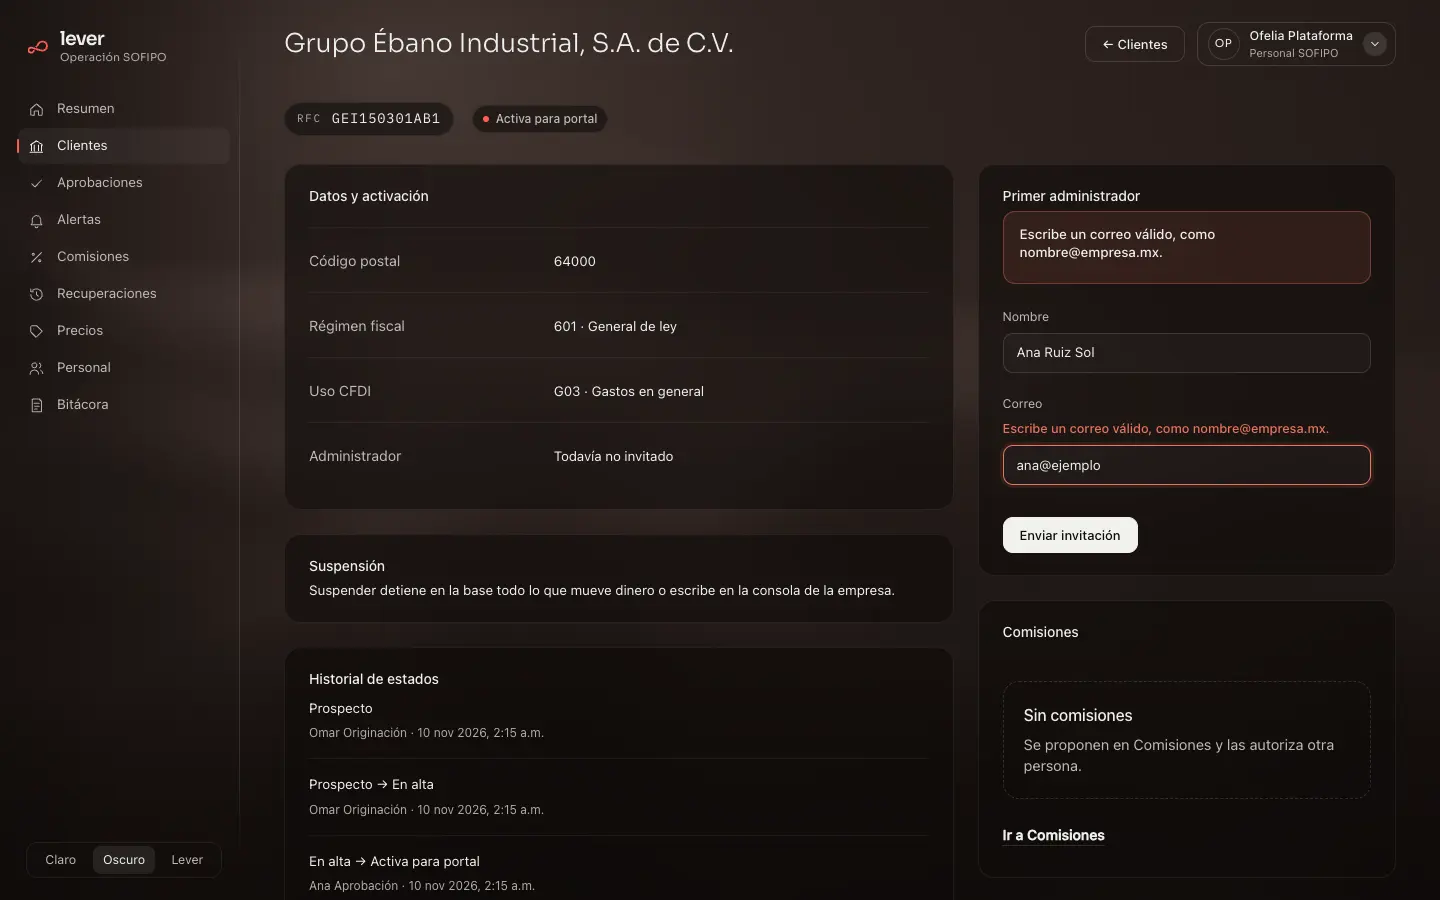 lever
Operación SOFIPO
Resumen
Clientes
Aprobaciones
Alertas
Comisiones
Recuperaciones
Precios
Personal
Bitácora
Claro
Oscuro
Lever
Grupo Ébano Industrial, S.A. de C.V.
← Clientes
OP
Ofelia Plataforma
Personal SOFIPO
RFC GEI150301AB1
Activa para portal
Datos y activación
Código postal
64000
Régimen fiscal
601 · General de ley
Uso CFDI
G03 · Gastos en general
Administrador
Todavía no invitado
Suspensión
Suspender detiene en la base todo lo que mueve dinero o escribe en la consola de la empresa.
Historial de estados
Prospecto
Omar Originación · 10 nov 2026, 2:15 a.m.
Prospecto → En alta
Omar Originación · 10 nov 2026, 2:15 a.m.
En alta → Activa para portal
Ana Aprobación · 10 nov 2026, 2:15 a.m.
Primer administrador
Escribe un correo válido, como
nombre@empresa.mx.
Nombre
Ana Ruiz Sol
Correo
Escribe un correo válido, como nombre@empresa.mx.
ana@ejemplo
Enviar invitación
Comisiones
Sin comisiones
Se proponen en Comisiones y las autoriza otra
persona.
Ir a Comisiones